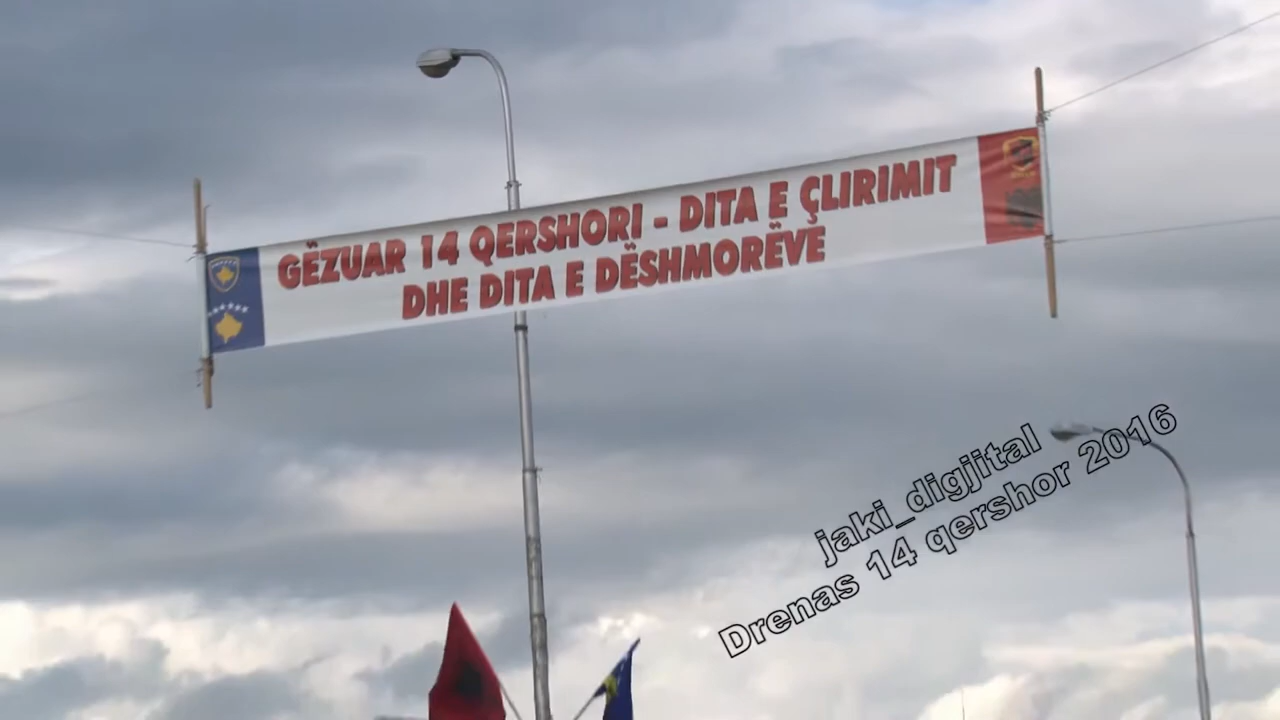 GËZUAR 14 QERSHORI - DITA E ÇLIRIMIT
DHE DITA E DËSHMORËVE
jaki_digjital
Drenas 14 qershor 2016